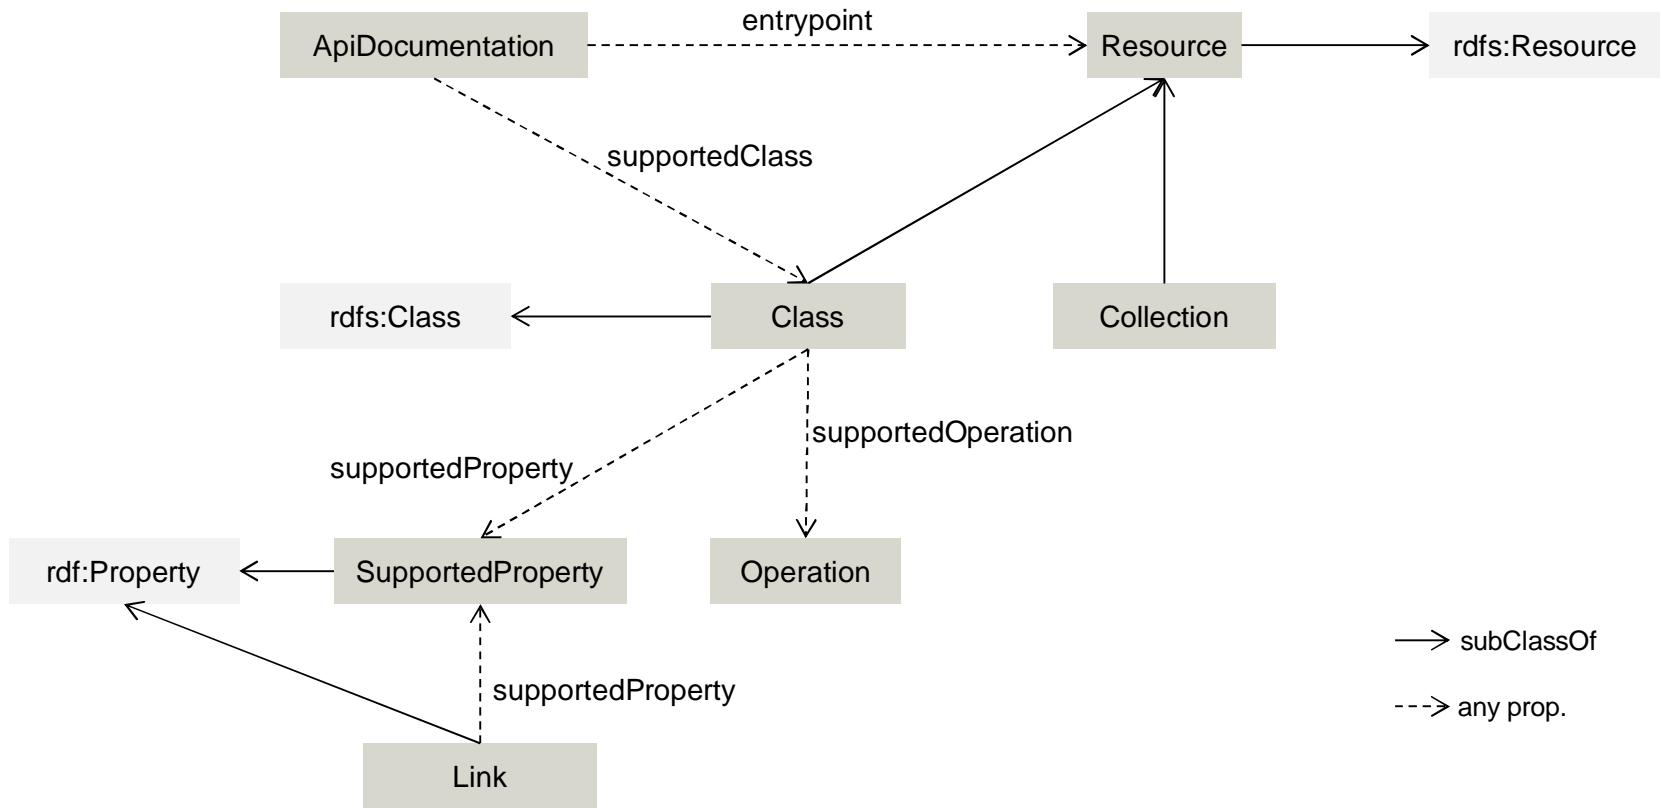 entrypoint
ApiDocumentation
Resource
rdfs:Resource
supportedClass
rdfs:Class
Class
Collection
supportedOperation
supportedProperty
rdf:Property
SupportedProperty
Operation
subClassOf
supportedProperty
any prop.
Link